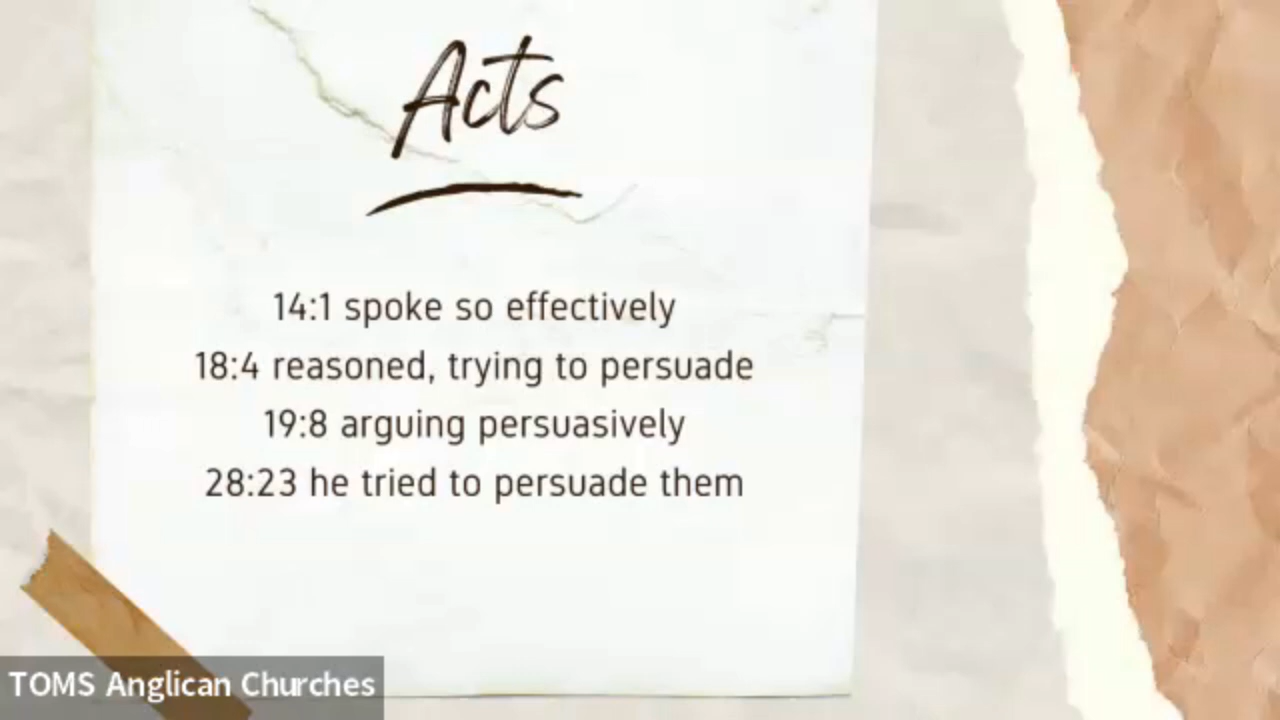 Acts
14:1 spoke so effectively
18:4 reasoned, trying to persuade
19:8 arguing persuasively
28:23 he tried to persuade them
TOMS Anglican Churches